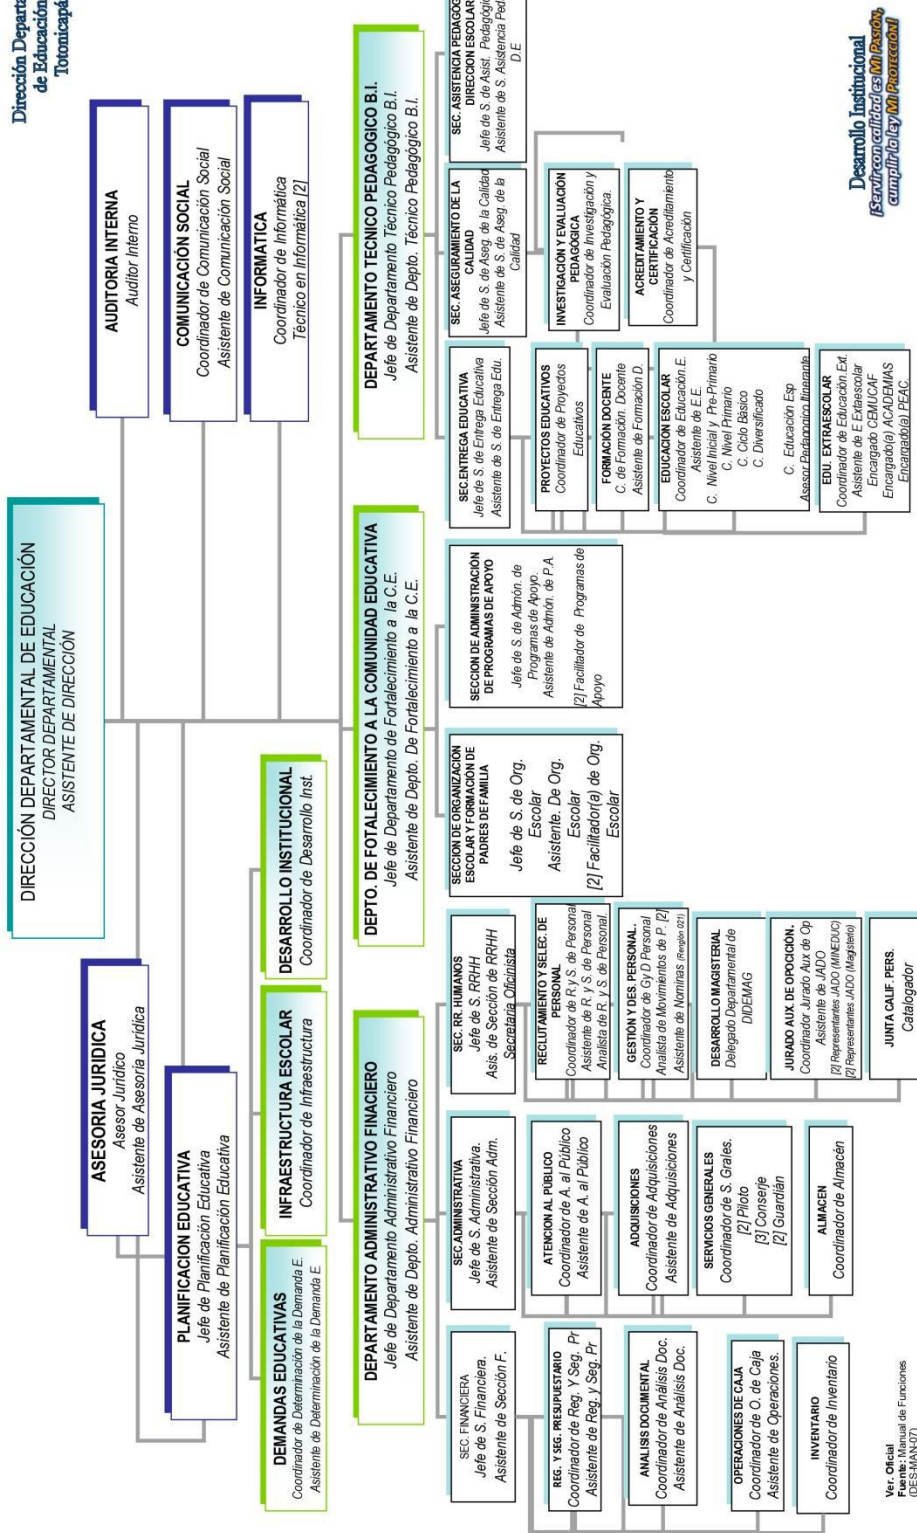 Dirección Departa
de Educación
Totonicapá
DIRECCIÓN DEPARTAMENTAL DE EDUCACIÓN
DIRECTOR DEPARTAMENTAL
ASISTENTE DE DIRECCIÓN
ASESORIA JURIDICA
Asesor Jurídico
Asistente de Asesoría Jurídica
AUDITORIA INTERNA
Auditor Interno
PLANIFICACION EDUCATIVA
Jefe de Planificación Educativa
Asistente de Planificación Educativa
COMUNICACIÓN SOCIAL
Coordinador de Comunicación Social
Asistente de Comunicación Social
INFORMATICA
Coordinador de Informática
Técnico en Informática [2]
DEMANDAS EDUCATIVAS
Coordinador de Determinación de la Demanda E.
Asistente de Determinación de la Demanda E.
INFRAESTRUCTURA ESCOLAR
Coordinador de Infraestructura
DESARROLLO INSTITUCIONAL
Coordinador de Desarrollo Inst.
DEPARTAMENTO ADMINISTRATIVO FINACIERO
Jefe de Departamento Administrativo Financiero
Asistente de Depto. Administrativo Financiero
DEPTO. DE FOTALECIMIENTO A LA COMUNIDAD EDUCATIVA
Jefe de Departamento de Fortalecimiento a la C.E.
Asistente de Depto. De Fortalecimiento a la C.E.
DEPARTAMENTO TECNICO PEDAGOGICO B.I.
Jefe de Departamento Técnico Pedagógico B.I.
Asistente de Depto. Técnico Pedagógico B.I.
SEC. FINANCIERA
Jefe de S. Financiera.
Asistente de Sección F.
REG. Y SEG. PRESUPUESTARIO
Coordinador de Reg. Y Seg. Pr
Asistente de Reg. y Seg. Pr
ANALISIS DOCUMENTAL
Coordinador de Análisis Doc.
Asistente de Análisis Doc.
OPERACIONES DE CAJA
Coordinador de O. de Caja
Asistente de Operaciones.
INVENTARIO
Coordinador de Inventario
SEC.ADMINISTRATIVA
Jefe de S. Administrativa.
Asistente de Sección Adm.
ATENCION AL PÚBLICO
Cordinador de A. al Público
Asistente de A. al Público
ADQUISICIONES
Coordinador de Adquisiciones
Asistente de Adquisiciones
SERVICIOS GENERALES
Coordinador de S. Grales.
[2] Piloto
[3] Conserje
[2] Guardián
ALMACEN
Coordinador de Almacén
SEC. RR. HUMANOS
Jefe de S. RRHH
Asis. de Sección de RRHH
Secretaria Oficinista
RECLUTAMIENTO Y SELEC. DE
PERSONAL
Coordinador de R.y S. de Personal
Asistente de R. y S. de Personal
Analista de R. y S. de Personal.
GESTIÓN Y DES. PERSONAL.
Coordinador de Gy D Personal
Analista de Movimientos de P. [2]
Asistente de Nominas (Renglón 021)
DESARROLLO MAGISTERIAL
Delegado Departamental de
DIDEMAG
JURADO AUX. DE OPOCICIÓN.
Coordinador Jurado Aux de Op
Asistente de JADO
[2] Representantes JADO (MINEDUC)
[2] Representantes JADO (Magisterio)
JUNTA CALIF. PERS.
Catalogador
SECCION DE ORGANIZACIÓN
ESCOLAR Y FORMACIÓN DE
PADRES DE FAMILIA
Jefe de S. de Org.
Escolar
Asistente. De Org.
Escolar
[2] Facilitador(a) de Org.
Escolar
SECCION DE ADMINISTRACIÓN
DE PROGRAMAS DE APOYO
Jefe de S. de Admón. de
Programas de Apoyo.
Asistente de Admón. de P.A.
[2] Facilitador de Programas de
Apoyo
SEC.ENTREGA EDUCATIVA
Jefe de S. de Entrega Educativa
Asistente de S. de Entrega Edu.
PROYECTOS EDUCATIVOS
Coordinador de Proyectos
Educativos
FORMACIÓN DOCENTE
C. de Formación. Docente
Asistente de Formación D.
EDUCACION ESCOLAR
Coordinador de Educación.E.
Asistente de E.E.
C. Nivel Inicial y Pre-Primario
C. Nivel Primario
C. Ciclo Básico
C. Diversificado
C. Educación Esp
Asesor Pedagogico Itinerante
EDU. EXTRAESCOLAR
Coordinador de Educación.Ext.
Asistente de E Extaescolar
Encargado CEMUCAF
Encargado(a) ACADEMIAS
Encargado(a) PEAC.
SEC. ASEGURAMIENTO DE LA
CALIDAD
Jefe de S. de Aseg. de la Calidad
Asistente de S. de Aseg. de la
Calidad
INVESTIGACION Y EVALUACIÓN
PEDAGÓGICA
Coordinador de Investigación y
Evaluación Pedagógica.
ACREDITAMIENTO Y
CERTIFICACIÓN
Coordinador de Acreditamiento
y Certificación
SEC. ASISTENCIA PEDAGOG
DIRECCION ESCOLAR
Jefe de S. de Asist. Pedagógic
Asistente de S. Asistencia Ped
D.E
Ver. Oficial
Fuente: Manual de Funciones
(DES-MAN-07)
Desarrollo Institucional
¡Servir con calidad es Mi Pasión,
cumplir la ley Mi Protección!